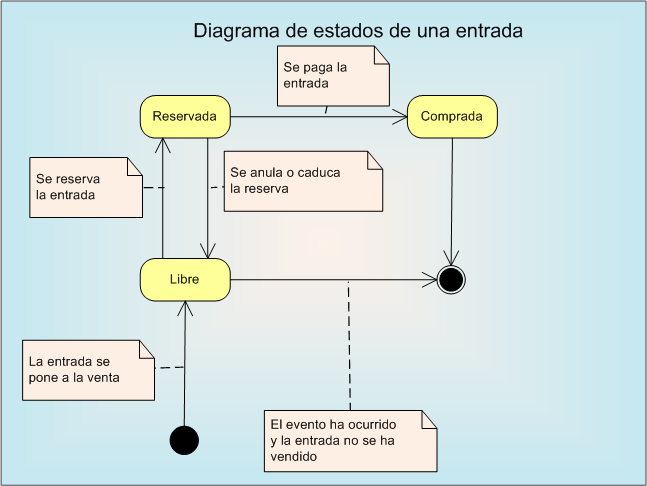 Diagrama de estados de una entrada
Se paga la
entrada
Reservada
Comprada
Se reserva
la entrada
Se anula o caduca
la reserva
Libre
La entrada se
pone a la venta
El evento ha ocurrido
y la entrada no se ha
vendido